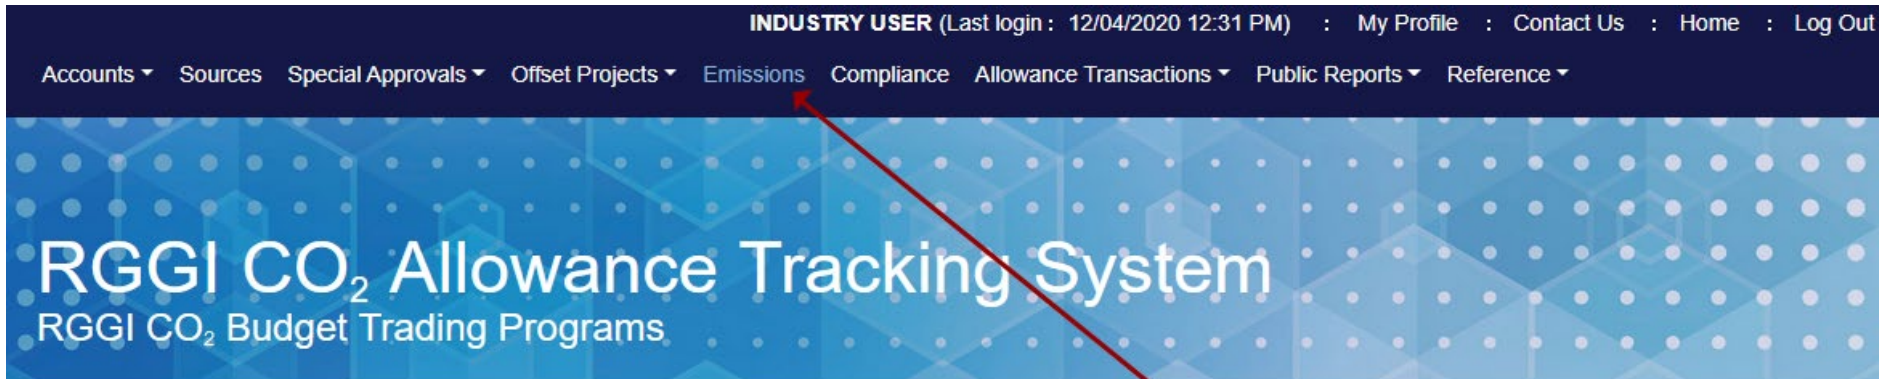 INDUSTRY USER (Last login : 12/04/2020 12:31 PM) : My Profile : Contact Us : Home : Log Out
Accounts Sources Special Approvals Offset Projects Emissions Compliance Allowance Transactions Public Reports Reference
RGGI CO₂ Allowance Tracking System
RGGI CO₂ Budget Trading Programs